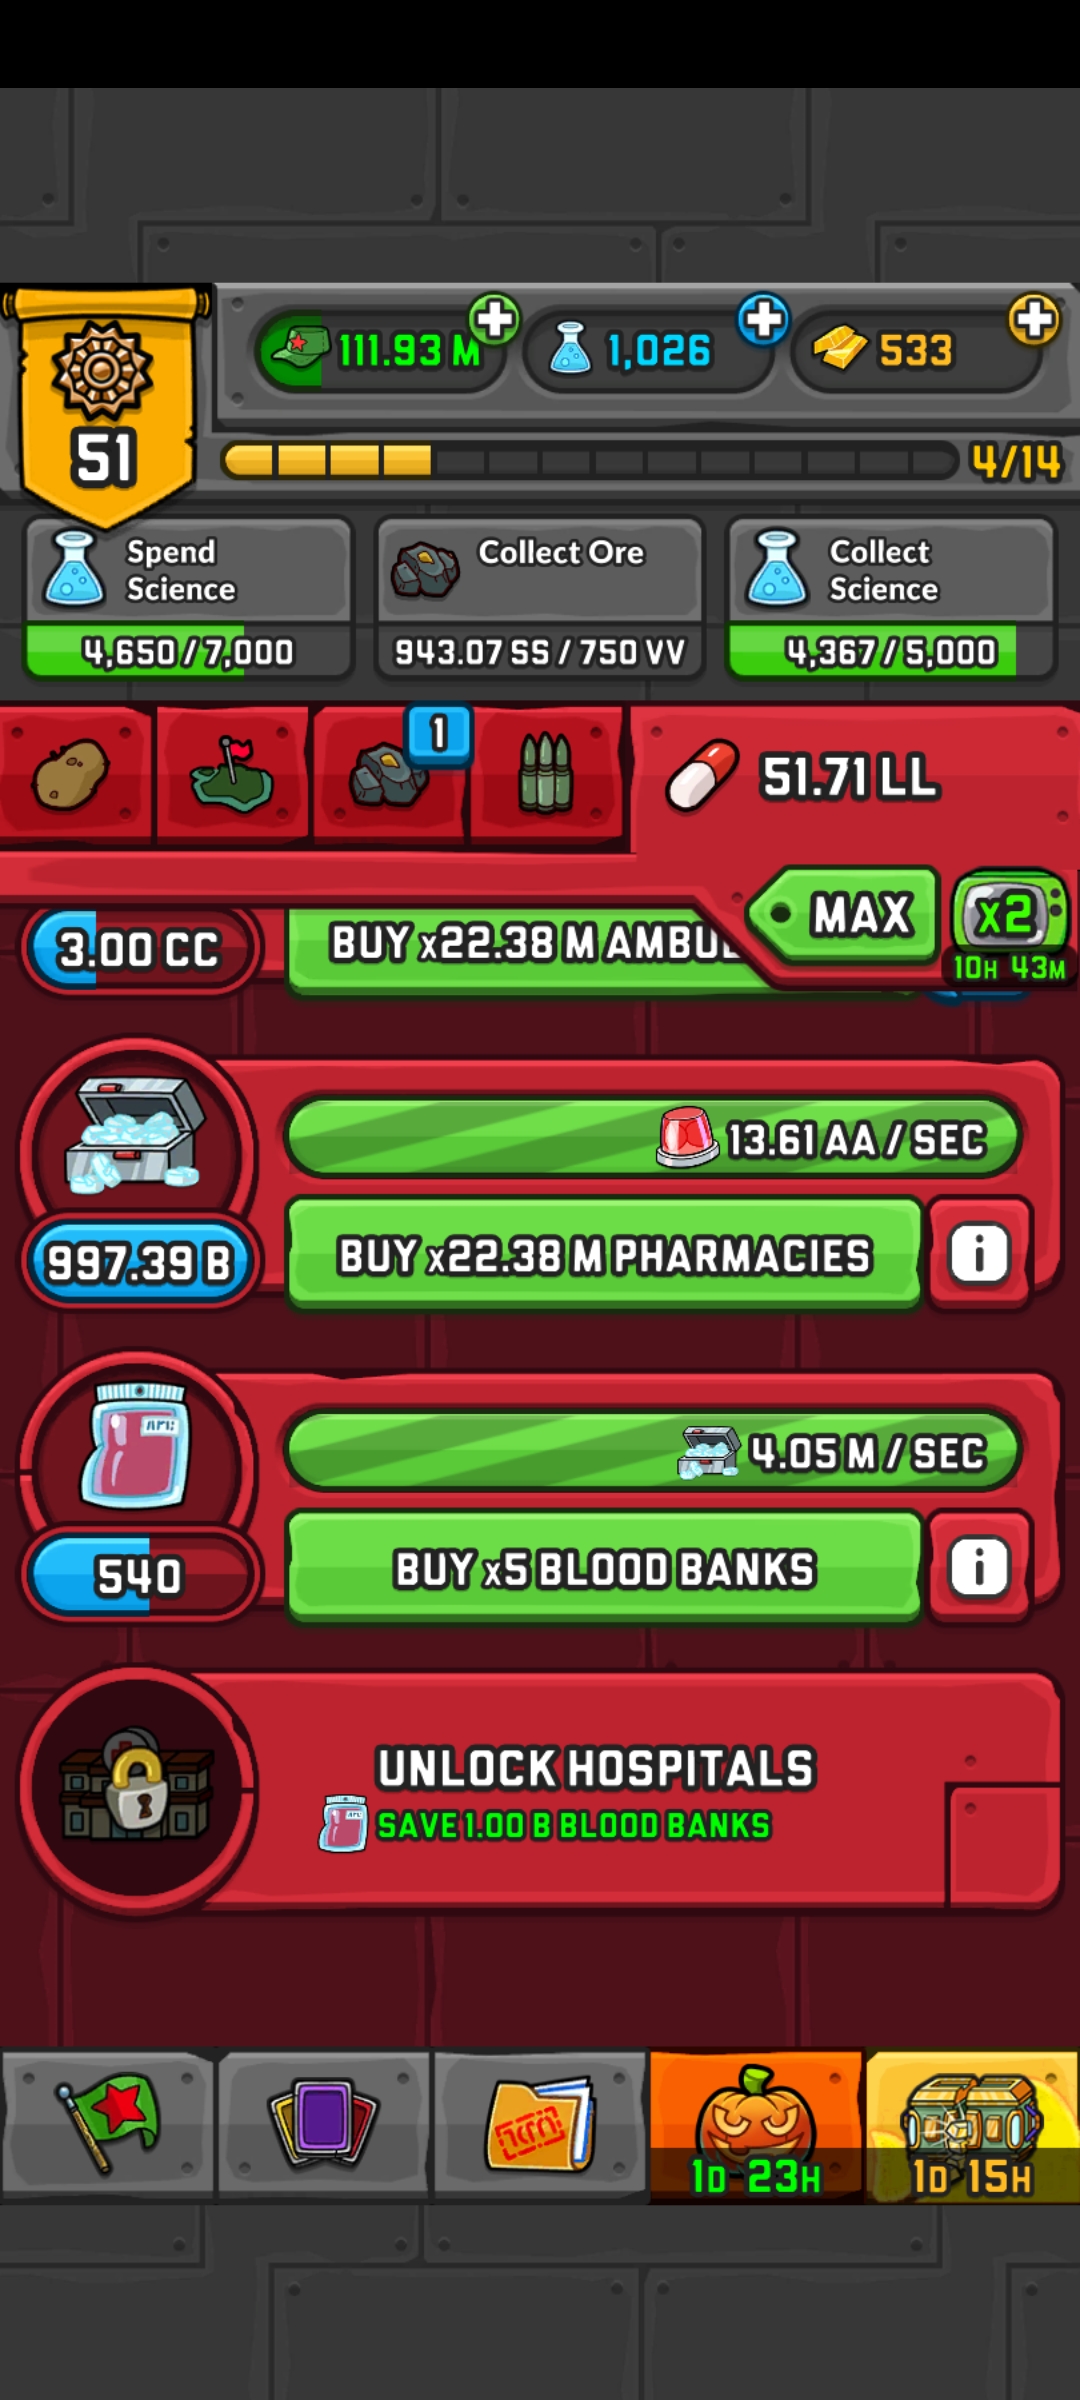 111.93 M
1,026
533
51
4/14
Spend
Science
4,650/7,000
Collect Ore
943.07 SS/750 VV
Collect
Science
4,367/5,000
1
51.71 LL
MAX
x2
10H 43M
3.00 CC
BUY x22.38 M AMBUL
13.61 AA/SEC
997.39 B
BUY x22.38 M PHARMACIES
i
4.05 M/SEC
540
BUY x5 BLOOD BANKS
i
UNLOCK HOSPITALS
SAVE 1.00 B BLOOD BANKS
1D 23H
1D 15H